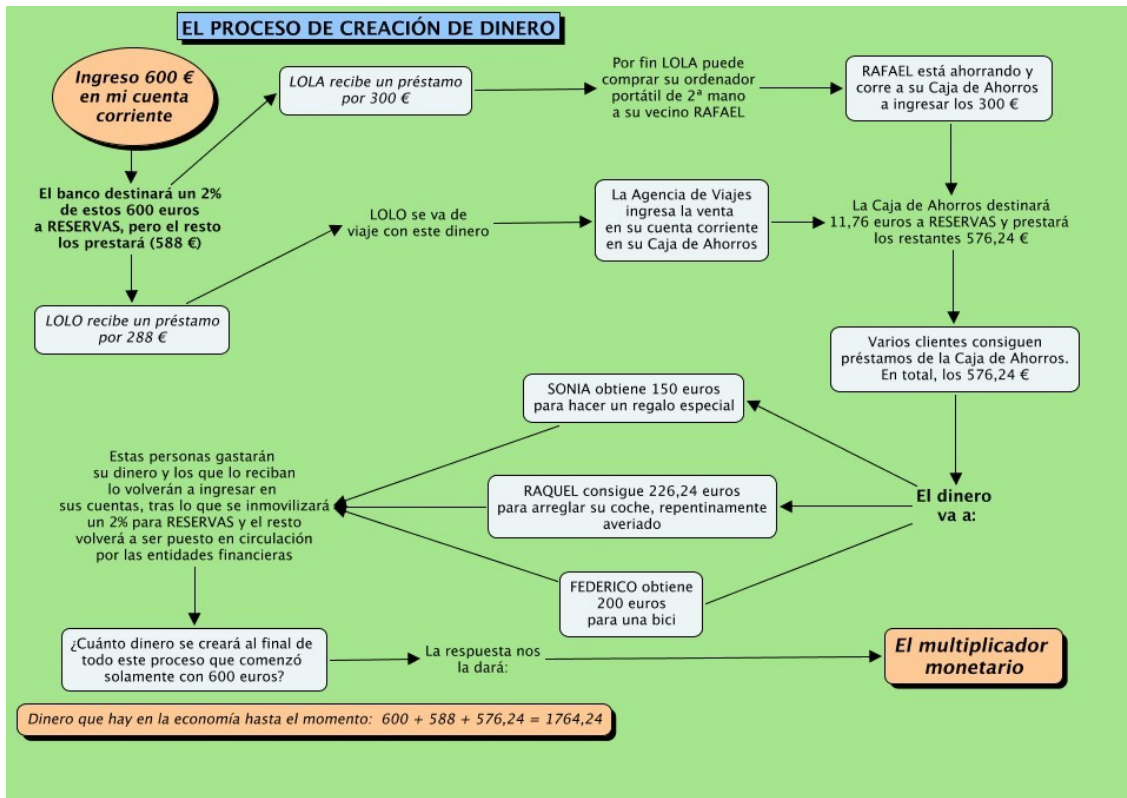 EL PROCESO DE CREACIÓN DE DINERO
Ingreso 600 €
en mi cuenta
corriente
LOLA recibe un préstamo
por 300 €
Por fin LOLA puede
comprar su ordenador
portátil de 2ª mano
a su vecino RAFAEL
RAFAEL está ahorrando y
corre a su Caja de Ahorros
a ingresar los 300 €
El banco destinará un 2%
de estos 600 euros
a RESERVAS, pero el resto
los prestará (588 €)
LOLO se va de
viaje con este dinero
La Agencia de Viajes
ingresa la venta
en su cuenta corriente
en su Caja de Ahorros
La Caja de Ahorros destinará
11,76 euros a RESERVAS y prestará
los restantes 576,24 €
LOLO recibe un préstamo
por 288 €
Varios clientes consiguen
préstamos de la Caja de Ahorros.
En total, los 576,24 €
SONIA obtiene 150 euros
para hacer un regalo especial
Estas personas gastarán
su dinero y los que lo reciban
lo volverán a ingresar en
sus cuentas, tras lo que se inmovilizará
un 2% para RESERVAS y el resto
volverá a ser puesto en circulación
por las entidades financieras
RAQUEL consigue 226,24 euros
para arreglar su coche, repentinamente
averiado
El dinero
va a:
FEDERICO obtiene
200 euros
para una bici
¿Cuánto dinero se creará al final de
todo este proceso que comenzó
solamente con 600 euros?
La respuesta nos
la dará:
El multiplicador
monetario
Dinero que hay en la economía hasta el momento: 600 + 588 + 576,24 = 1764,24